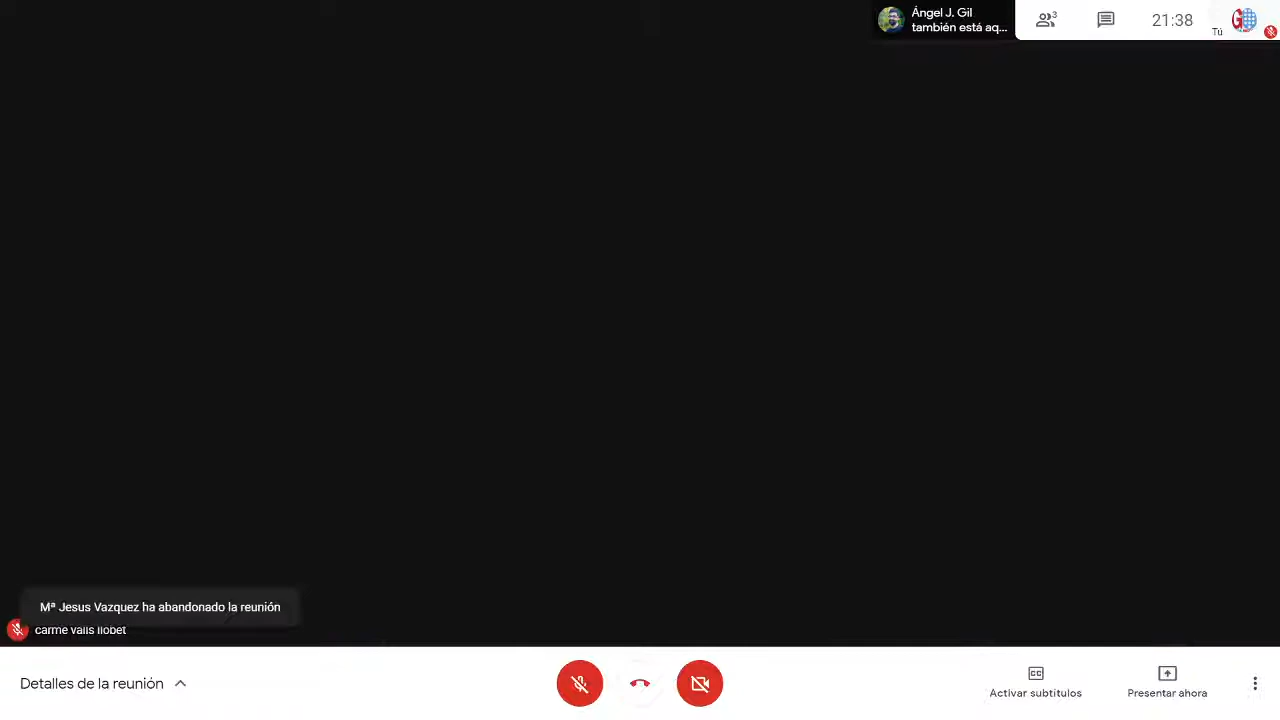 Ángel J. Gil
también está aq...
3
21:38
Tú
Mª Jesus Vazquez ha abandonado la reunión
carme valls llobet
Detalles de la reunión
Activar subtítulos
Presentar ahora